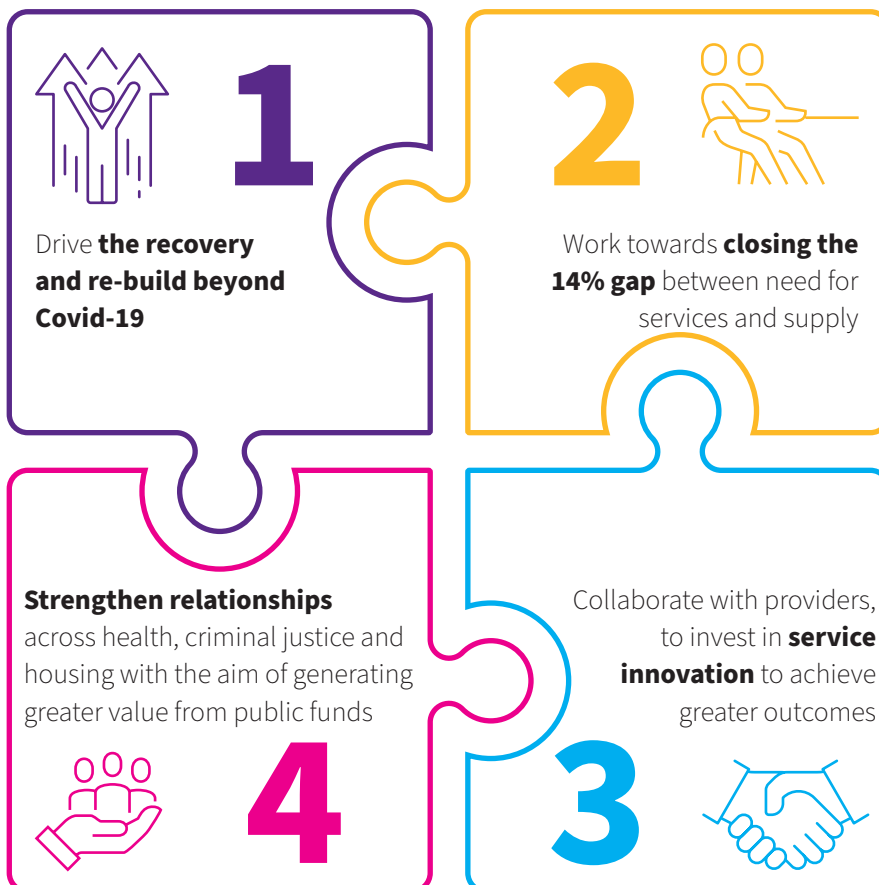 1
Drive the recovery
and re-build beyond
Covid-19
2
Work towards closing the
14% gap between need for
services and supply
Collaborate with providers,
to invest in service
innovation to achieve
greater outcomes
3
Strengthen relationships
across health, criminal justice and
housing with the aim of generating
greater value from public funds
4